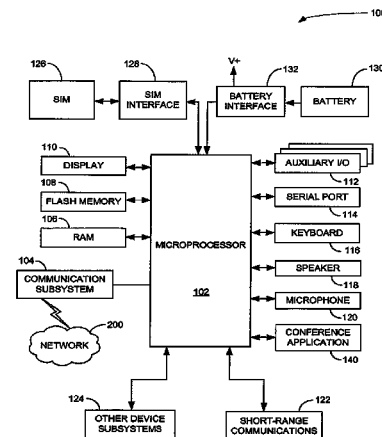 100
126
128
V+
132
130
SIM
SIM
INTERFACE
BATTERY
INTERFACE
BATTERY
110
DISPLAY
108
FLASH MEMORY
106
RAM
104
COMMUNICATION
SUBSYSTEM
200
NETWORK
MICROPROCESSOR
102
AUXILIARY I/O
112
SERIAL PORT
114
KEYBOARD
116
SPEAKER
118
MICROPHONE
120
CONFERENCE
APPLICATION
140
124
OTHER DEVICE
SUBSYSTEMS
122
SHORT-RANGE
COMMUNICATIONS